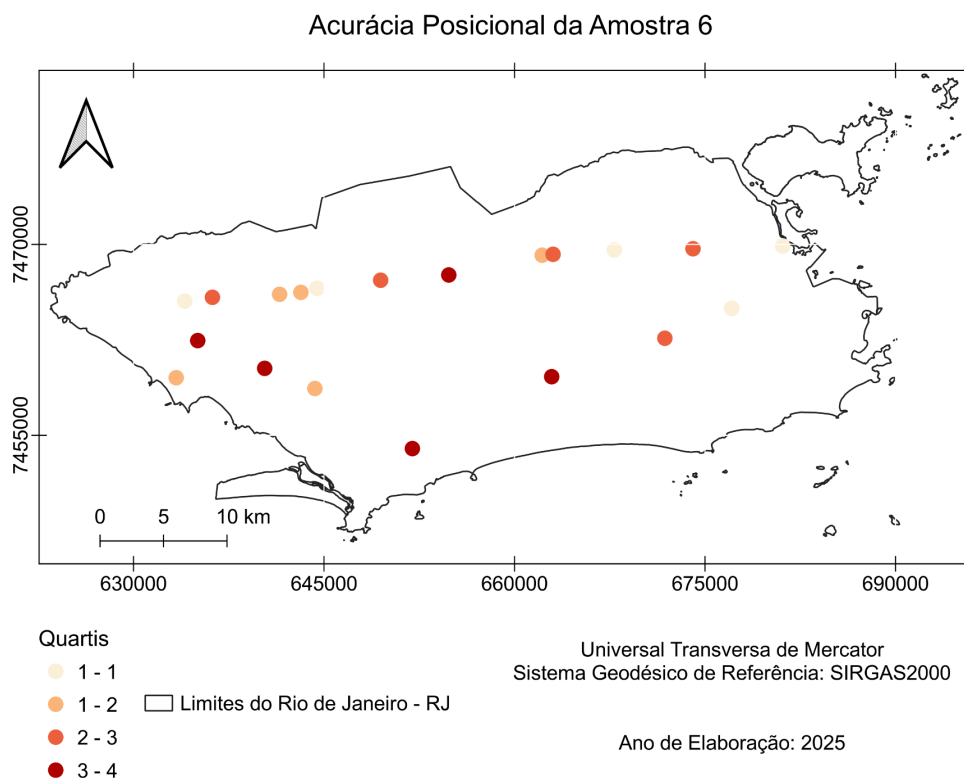 Acurácia Posicional da Amostra 6
7470000
7455000
0 5 10 km
630000 645000 660000 675000 690000
Quartis
1 - 1
1 - 2
2 - 3
3 - 4
Limites do Rio de Janeiro - RJ
Universal Transversa de Mercator
Sistema Geodésico de Referência: SIRGAS2000
Ano de Elaboração: 2025